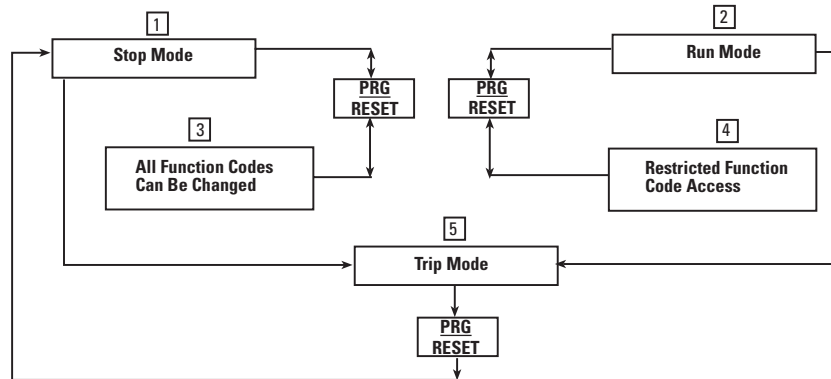 1
Stop Mode
2
Run Mode
PRG
RESET
PRG
RESET
3
All Function Codes
Can Be Changed
4
Restricted Function
Code Access
5
Trip Mode
PRG
RESET